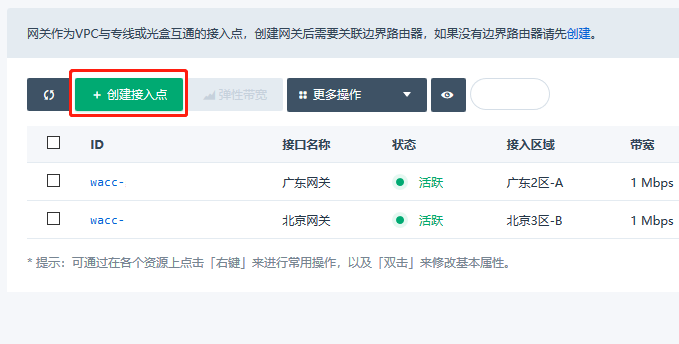 网关作为VPC与专线或光盒互通的接入点，创建网关后需要关联边界路由器，如果没有边界路由器请先创建。
+ 创建接入点 弹性带宽 更多操作
ID 接口名称 状态 接入区域 带宽
wacc- 广东网关 活跃 广东2区-A 1 Mbps
wacc- 北京网关 活跃 北京3区-B 1 Mbps
* 提示：可通过在各个资源上点击「右键」来进行常用操作，以及「双击」来修改基本属性。